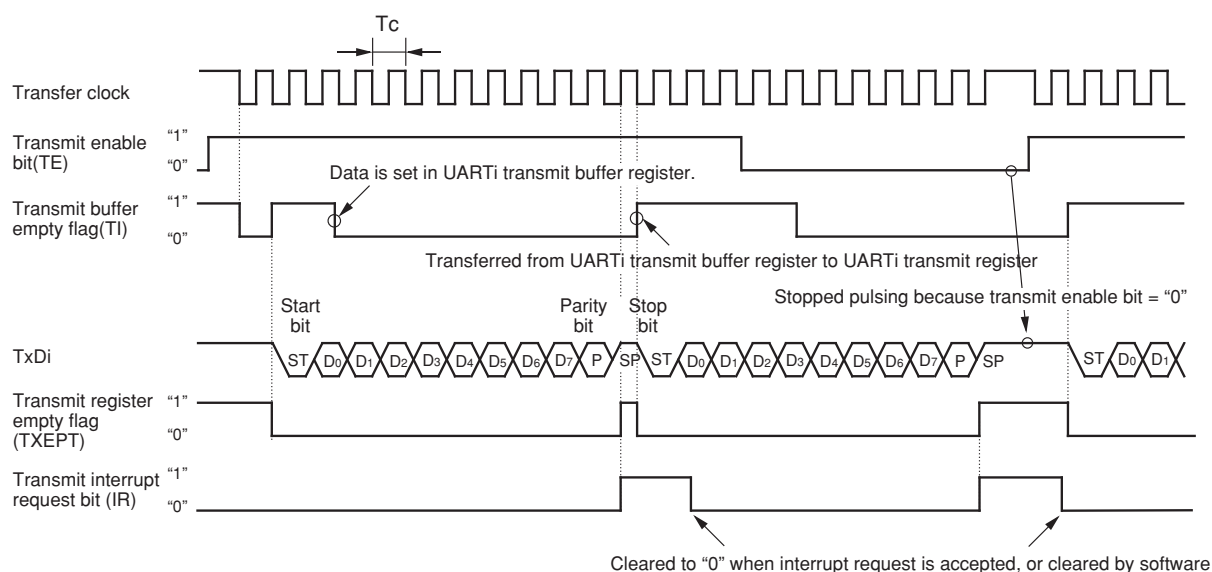 Tc
Transfer clock
Transmit enable
bit(TE)
“1”
“0”
Data is set in UARTi transmit buffer register.
Transmit buffer
empty flag(TI)
“1”
“0”
Transferred from UARTi transmit buffer register to UARTi transmit register
Stopped pulsing because transmit enable bit = “0”
Start
bit
Parity
bit
Stop
bit
TxDi
ST D0 D1 D2 D3 D4 D5 D6 D7 P SP ST D0 D1 D2 D3 D4 D5 D6 D7 P SP ST D0 D1
Transmit register
empty flag
(TXEPT)
“1”
“0”
Transmit interrupt
request bit (IR)
“1”
“0”
Cleared to “0” when interrupt request is accepted, or cleared by software